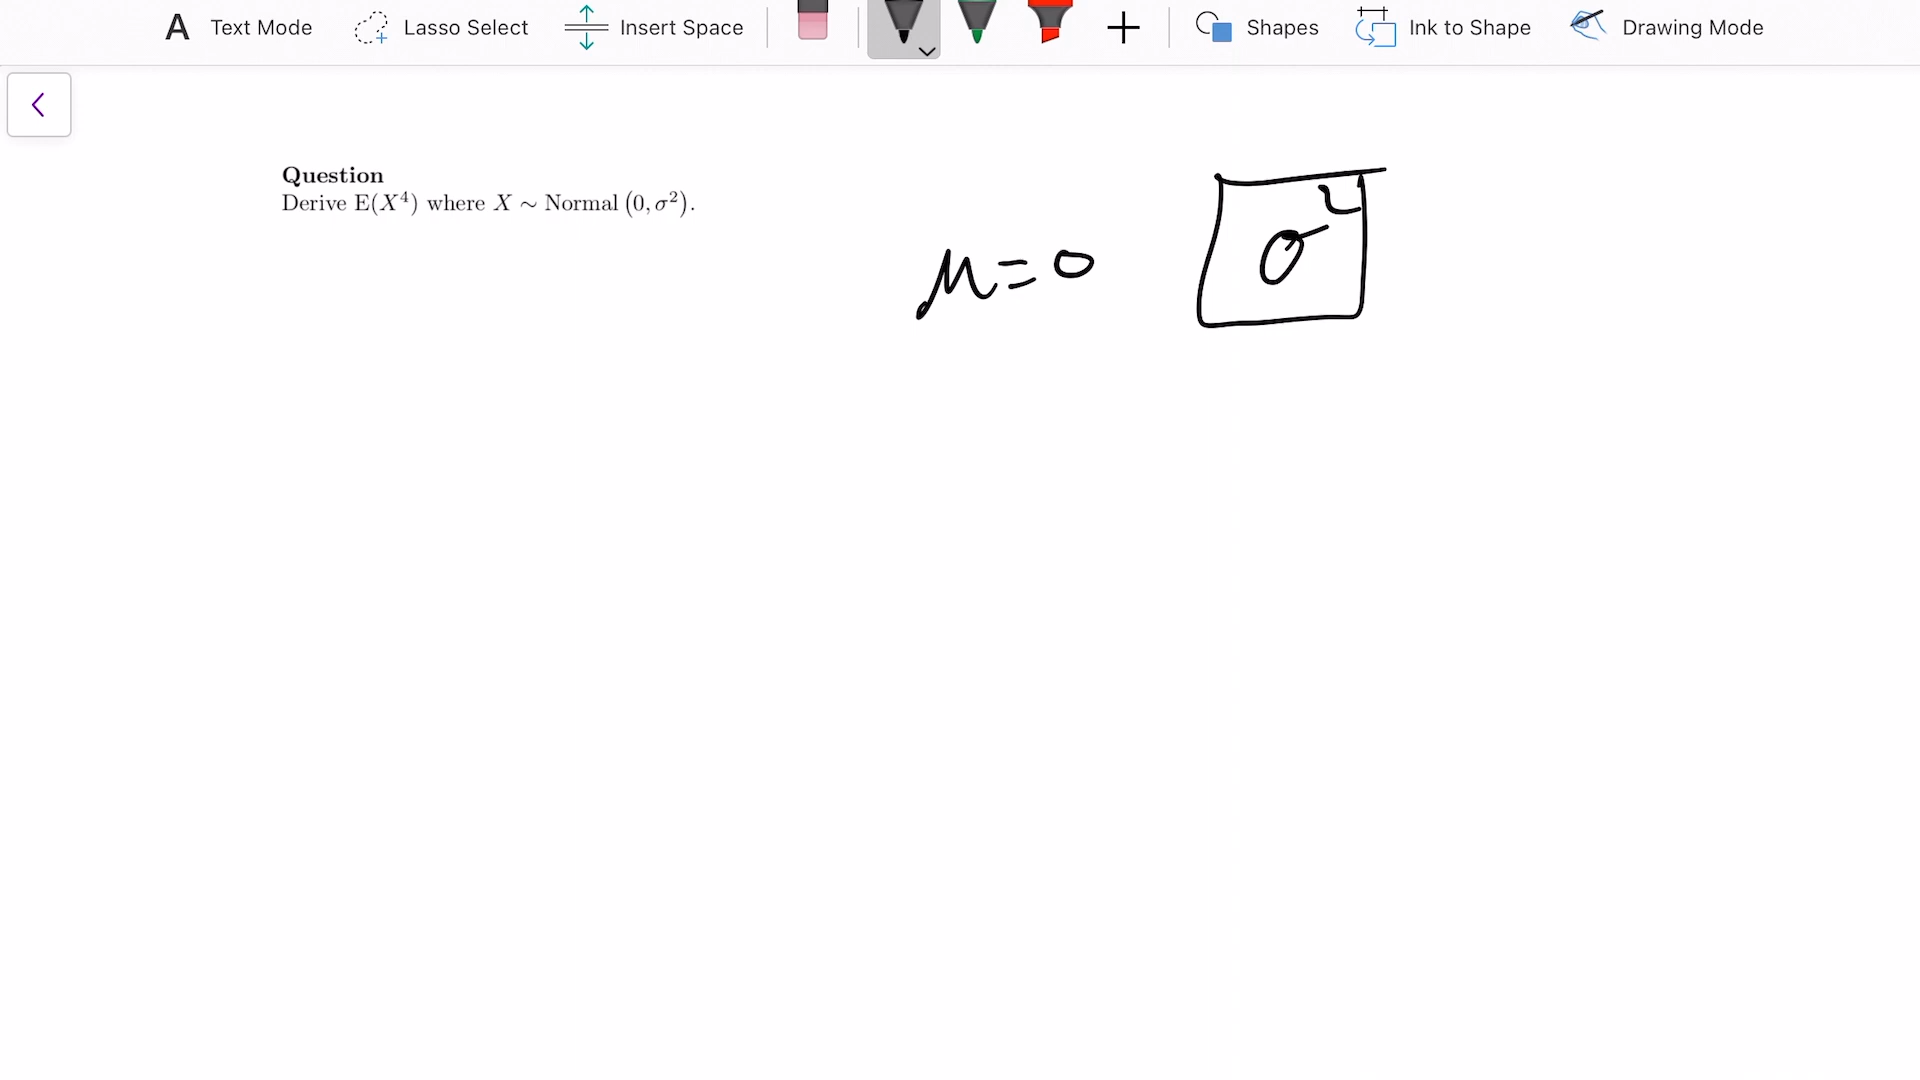 A Text Mode Lasso Select Insert Space Shapes Ink to Shape Drawing Mode
Question
Derive E(X⁴) where X ∼ Normal (0, σ²).
μ=0 σ²